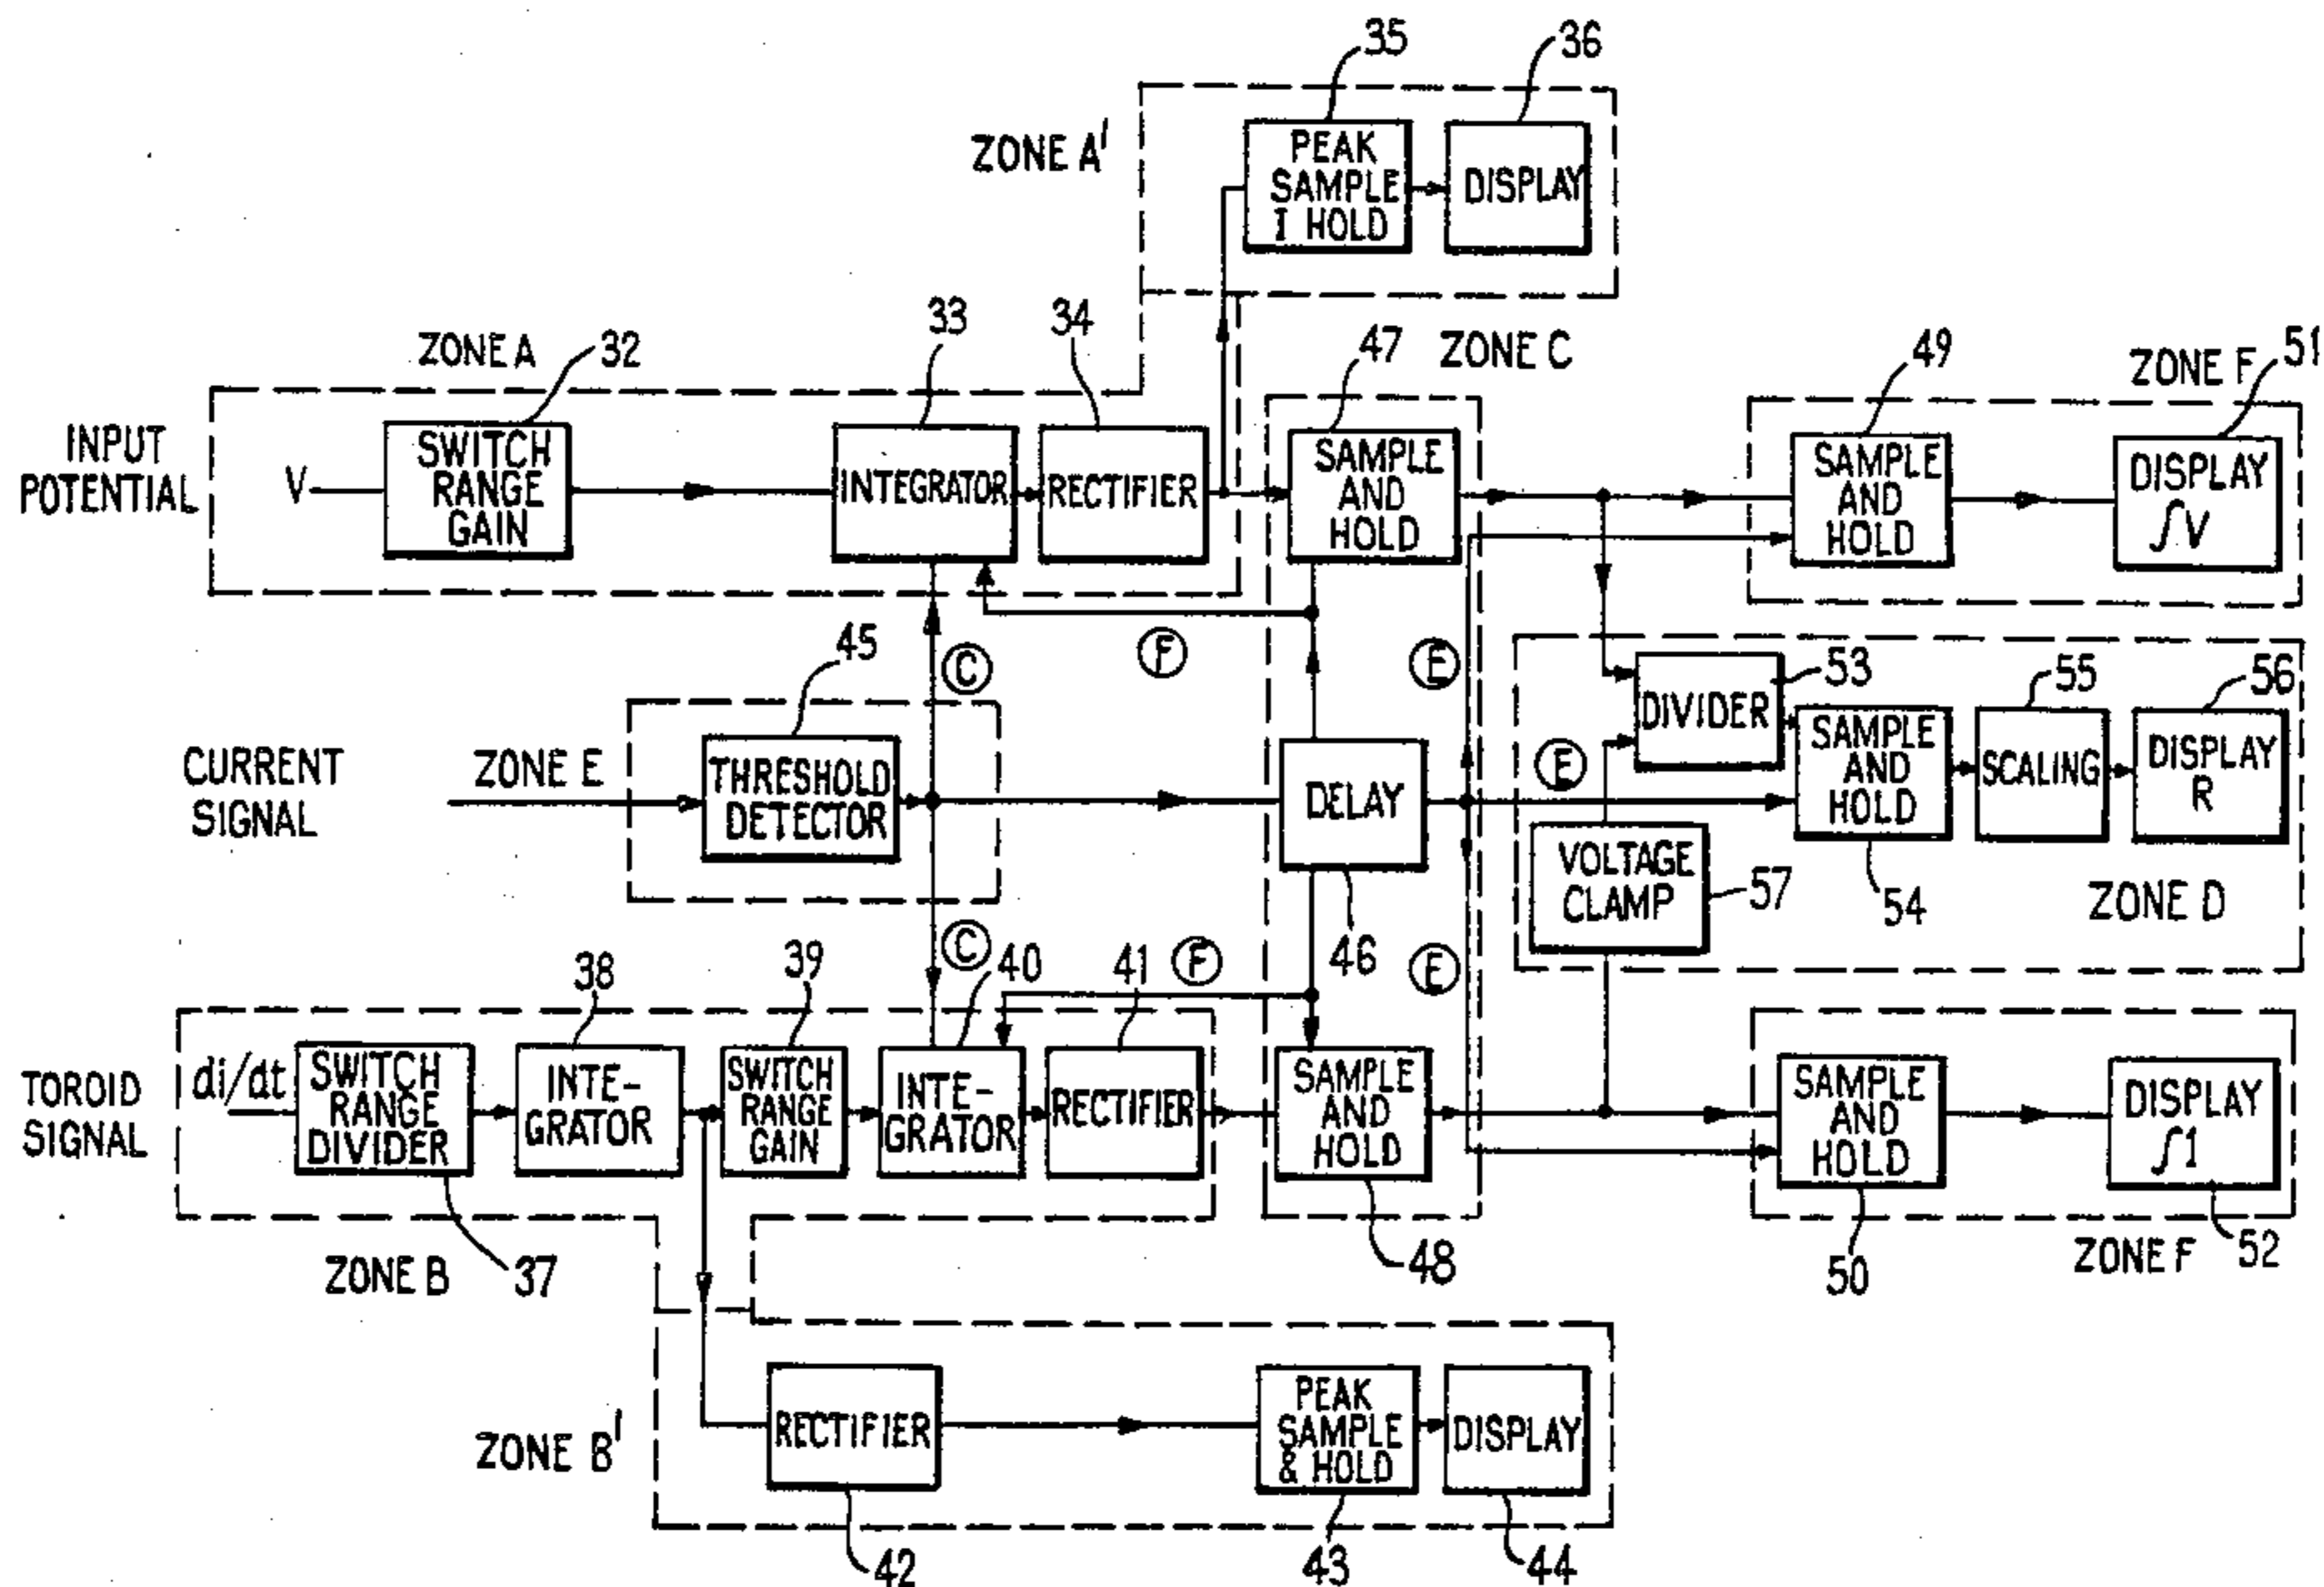 35
36
ZONE A'
PEAK
SAMPLE
I HOLD
DISPLAY
ZONE A
32
33
34
47
ZONE C
49
ZONE F
51
INPUT
POTENTIAL
V
SWITCH
RANGE
GAIN
INTEGRATOR
RECTIFIER
SAMPLE
AND
HOLD
SAMPLE
AND
HOLD
DISPLAY
∫V
45
C
F
E
53
55
56
CURRENT
SIGNAL
ZONE E
THRESHOLD
DETECTOR
DELAY
E
DIVIDER
SAMPLE
AND
HOLD
SCALING
DISPLAY
R
VOLTAGE
CLAMP
57
54
ZONE D
38
39
C
40
41
F
46
E
TOROID
SIGNAL
di/dt
SWITCH
RANGE
DIVIDER
INTE-
GRATOR
SWITCH
RANGE
GAIN
INTE-
GRATOR
RECTIFIER
SAMPLE
AND
HOLD
SAMPLE
AND
HOLD
DISPLAY
∫1
ZONE B
37
48
50
ZONE F
52
ZONE B'
RECTIFIER
PEAK
SAMPLE
& HOLD
DISPLAY
42
43
44